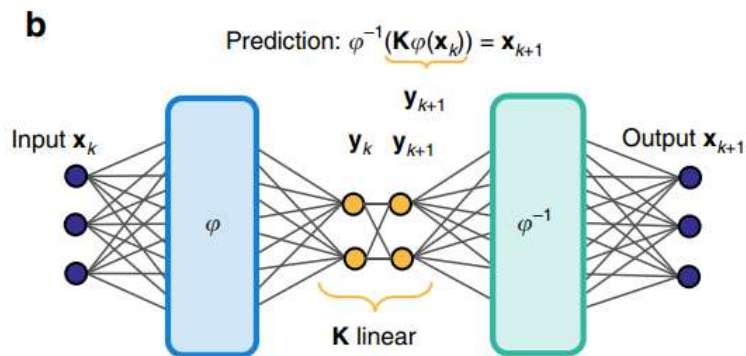 b
Prediction: φ⁻¹(Kφ(xₖ)) = xₖ₊₁
yₖ₊₁
Input xₖ
yₖ yₖ₊₁
Output xₖ₊₁
φ
φ⁻¹
K linear